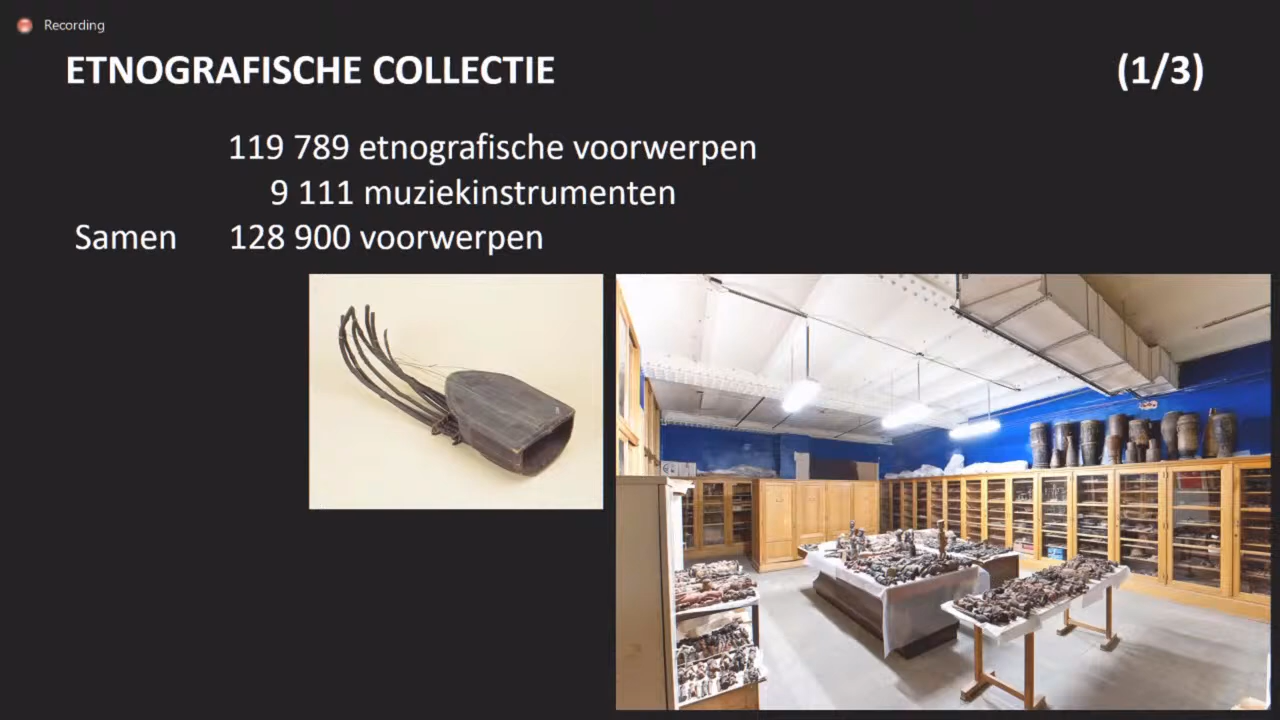 Recording
ETNOGRAFISCHE COLLECTIE (1/3)
119 789 etnografische voorwerpen
9 111 muziekinstrumenten
Samen 128 900 voorwerpen